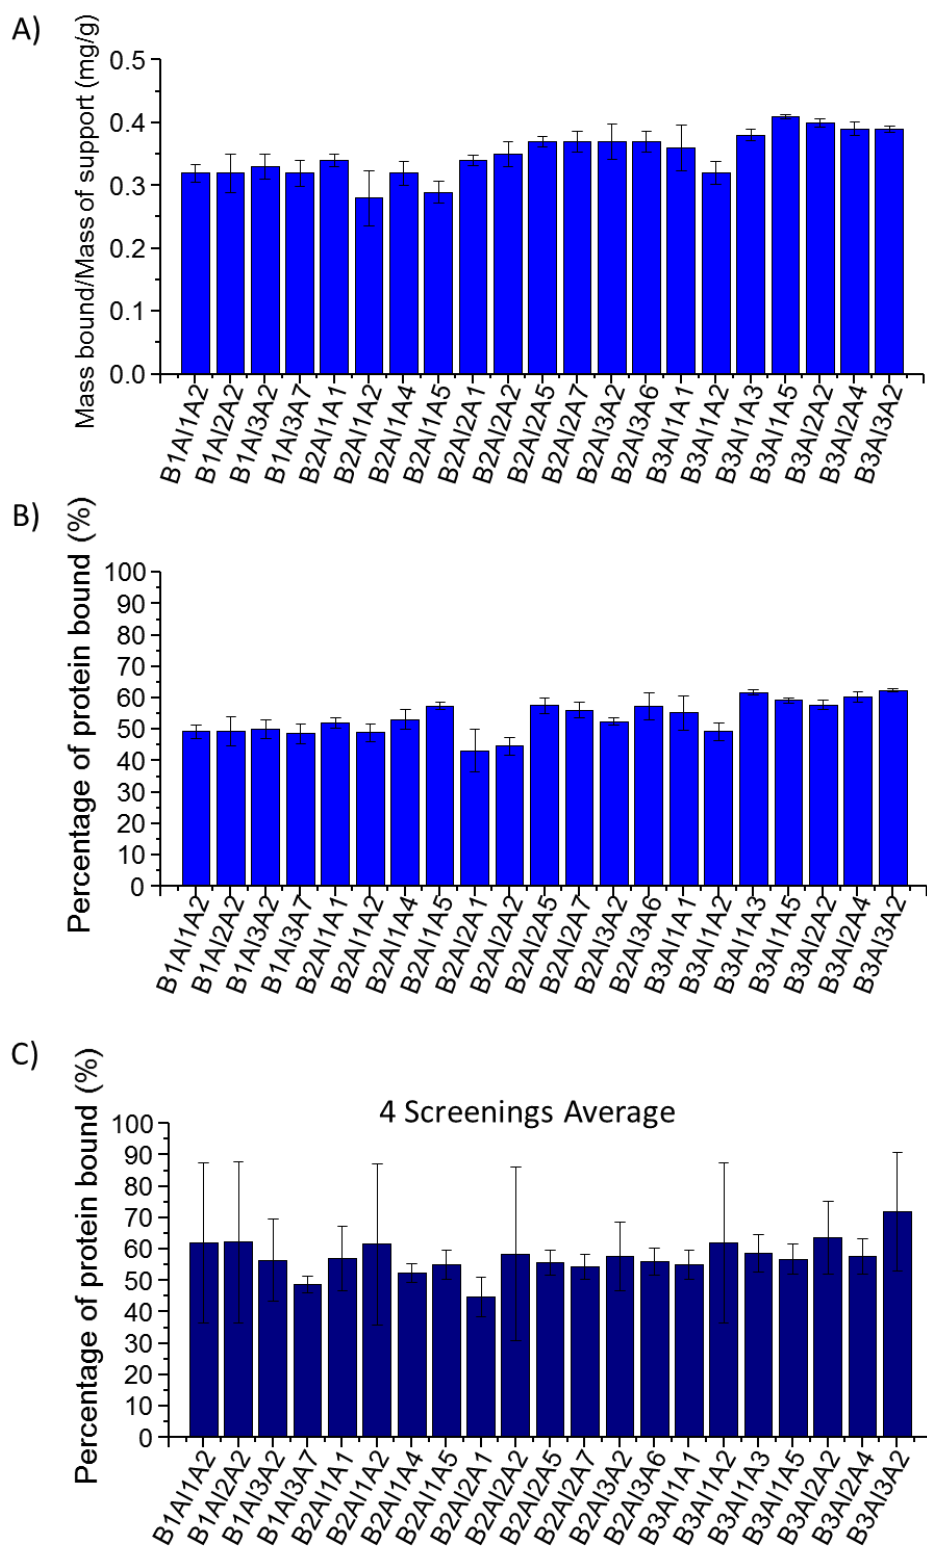 A)
Mass bound/Mass of support (mg/g)
0.5
0.4
0.3
0.2
0.1
0.0
B1AI1A2
B1AI2A2
B1AI3A2
B1AI3A7
B2AI1A1
B2AI1A2
B2AI1A4
B2AI1A5
B2AI2A1
B2AI2A2
B2AI2A5
B2AI2A7
B2AI3A2
B2AI3A6
B3AI1A1
B3AI1A2
B3AI1A3
B3AI1A5
B3AI2A2
B3AI2A4
B3AI3A2
B)
Percentage of protein bound (%)
100
90
80
70
60
50
40
30
20
10
0
B1AI1A2
B1AI2A2
B1AI3A2
B1AI3A7
B2AI1A1
B2AI1A2
B2AI1A4
B2AI1A5
B2AI2A1
B2AI2A2
B2AI2A5
B2AI2A7
B2AI3A2
B2AI3A6
B3AI1A1
B3AI1A2
B3AI1A3
B3AI1A5
B3AI2A2
B3AI2A4
B3AI3A2
C)
4 Screenings Average
Percentage of protein bound (%)
100
90
80
70
60
50
40
30
20
10
0
B1AI1A2
B1AI2A2
B1AI3A2
B1AI3A7
B2AI1A1
B2AI1A2
B2AI1A4
B2AI1A5
B2AI2A1
B2AI2A2
B2AI2A5
B2AI2A7
B2AI3A2
B2AI3A6
B3AI1A1
B3AI1A2
B3AI1A3
B3AI1A5
B3AI2A2
B3AI2A4
B3AI3A2